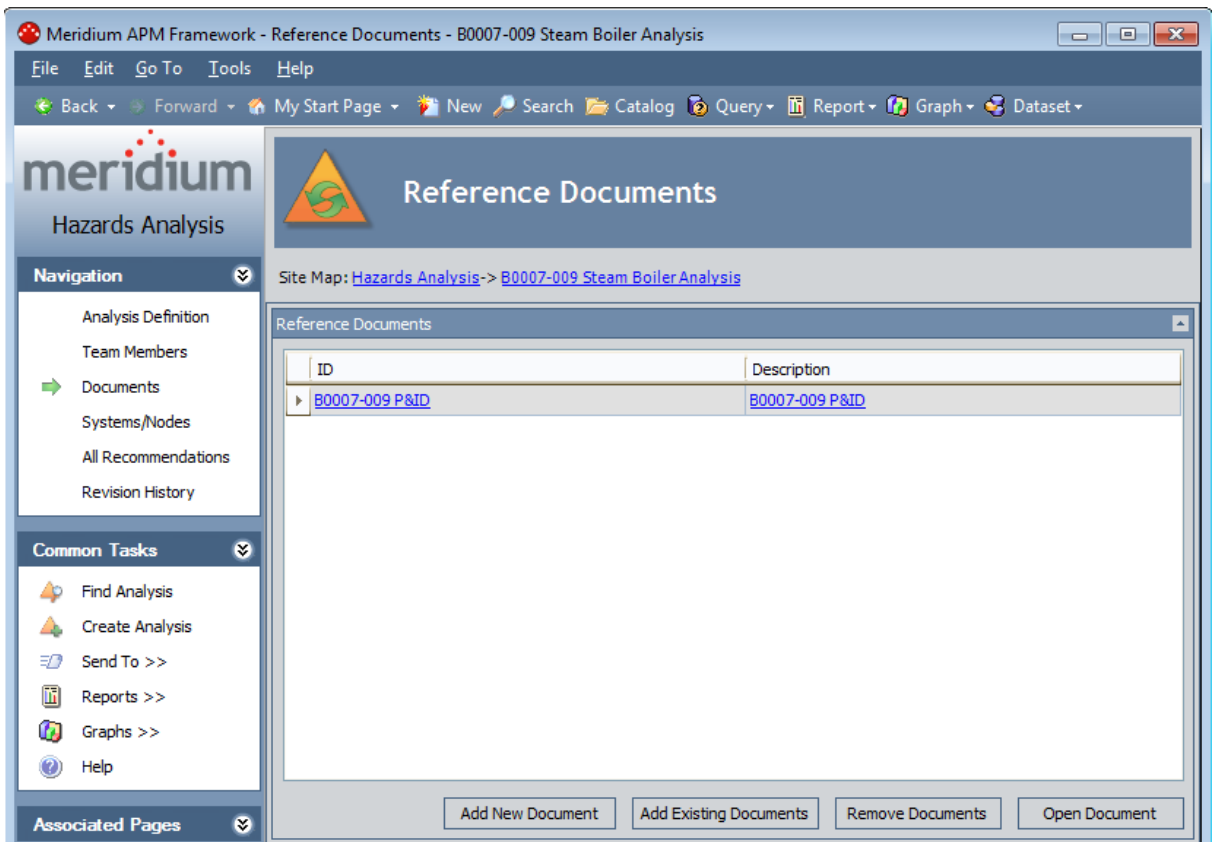 Meridium APM Framework - Reference Documents - B0007-009 Steam Boiler Analysis
File Edit Go To Tools Help
Back Forward My Start Page New Search Catalog Query Report Graph Dataset
meridium
Hazards Analysis
Reference Documents
Navigation
Analysis Definition
Team Members
Documents
Systems/Nodes
All Recommendations
Revision History
Common Tasks
Find Analysis
Create Analysis
Send To >>
Reports >>
Graphs >>
Help
Associated Pages
Site Map: Hazards Analysis-> B0007-009 Steam Boiler Analysis
Reference Documents
ID Description
B0007-009 P&ID B0007-009 P&ID
Add New Document Add Existing Documents Remove Documents Open Document